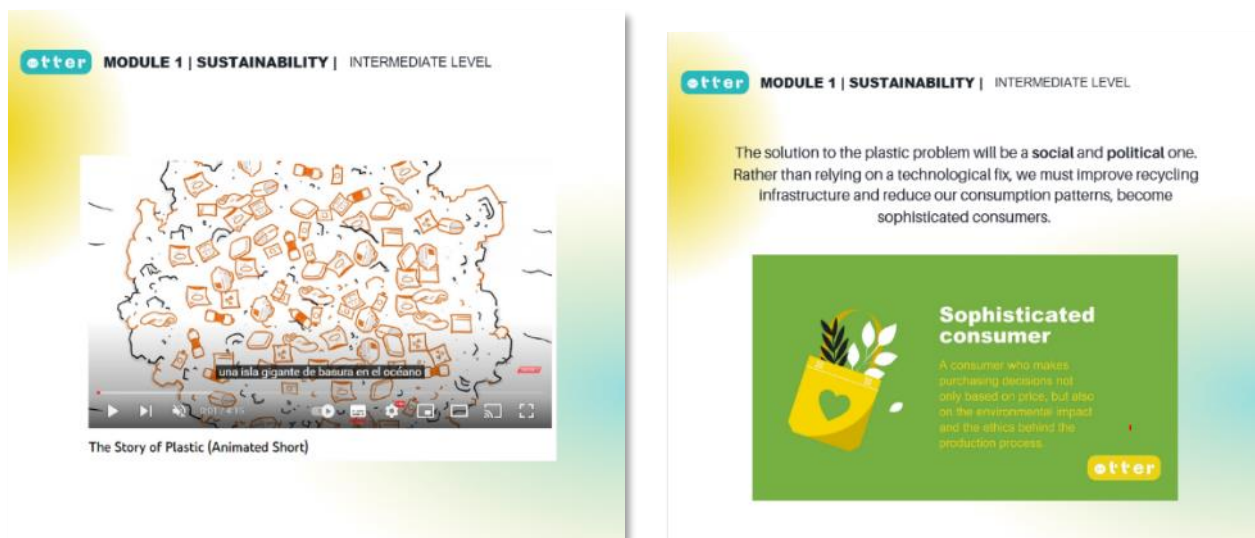 otter MODULE 1 | SUSTAINABILITY | INTERMEDIATE LEVEL
una isla gigante de basura en el océano
0:01 / 4:15
The Story of Plastic (Animated Short)
otter MODULE 1 | SUSTAINABILITY | INTERMEDIATE LEVEL
The solution to the plastic problem will be a social and political one.
Rather than relying on a technological fix, we must improve recycling
infrastructure and reduce our consumption patterns, become
sophisticated consumers.
Sophisticated
consumer
A consumer who makes
purchasing decisions not
only based on price, but also
on the environmental impact
and the ethics behind the
production process.
otter